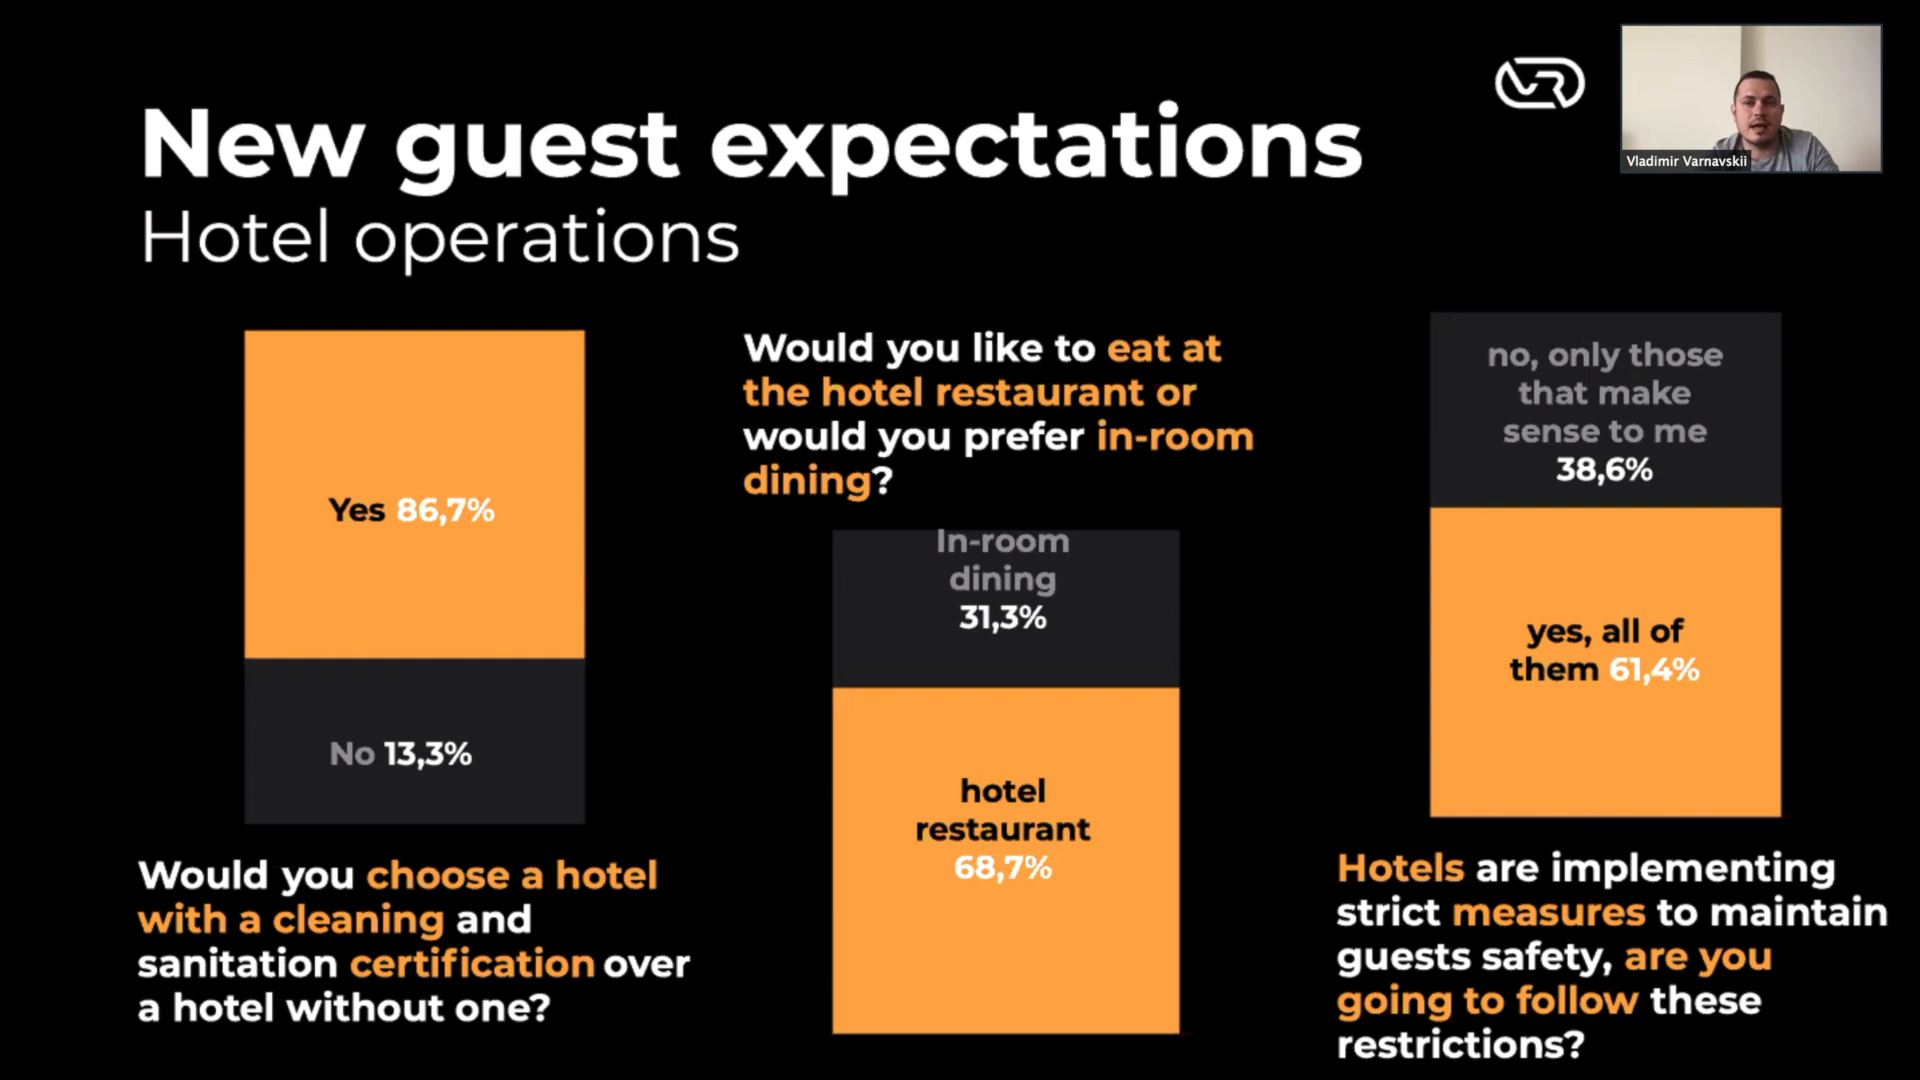 New guest expectations
Hotel operations
VR
Vladimir Varnavskii
Yes 86,7%
No 13,3%
Would you choose a hotel
with a cleaning and
sanitation certification over
a hotel without one?
Would you like to eat at
the hotel restaurant or
would you prefer in-room
dining?
In-room
dining
31,3%
hotel
restaurant
68,7%
no, only those
that make
sense to me
38,6%
yes, all of
them 61,4%
Hotels are implementing
strict measures to maintain
guests safety, are you
going to follow these
restrictions?